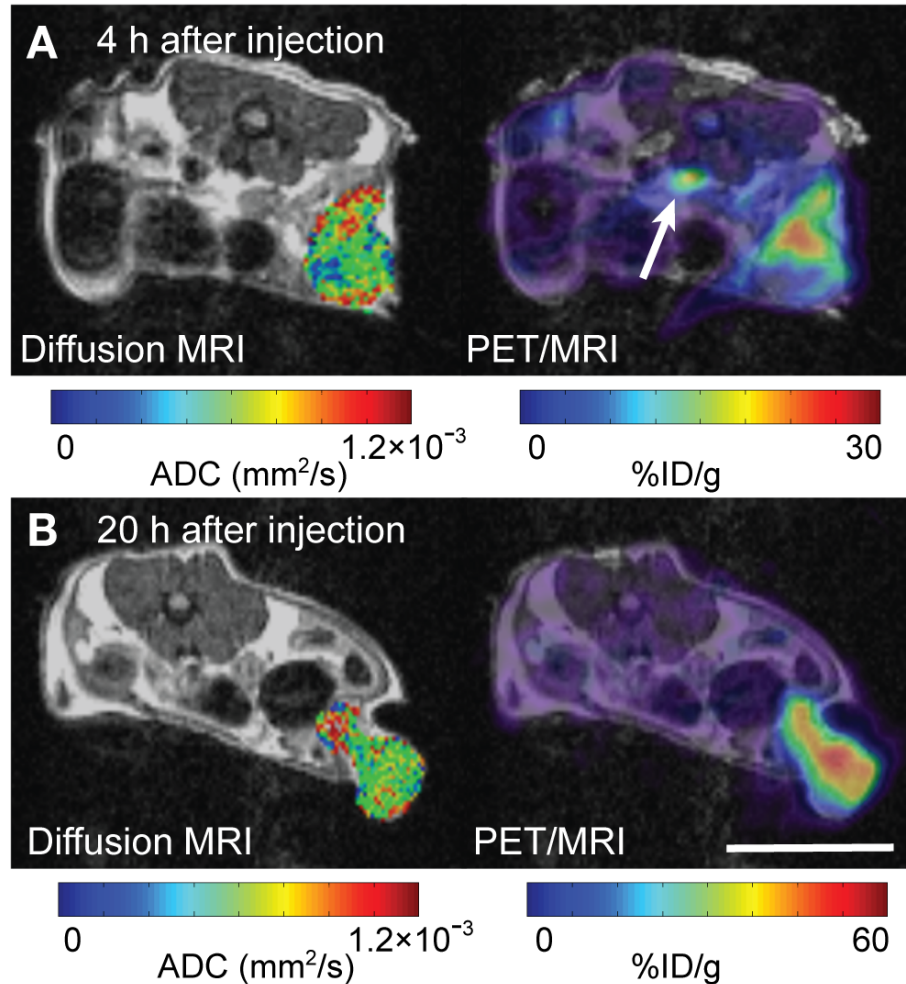 A 4 h after injection
Diffusion MRI PET/MRI
0 1.2×10⁻³ 0 30
ADC (mm²/s) %ID/g
B 20 h after injection
Diffusion MRI PET/MRI
0 1.2×10⁻³ 0 60
ADC (mm²/s) %ID/g